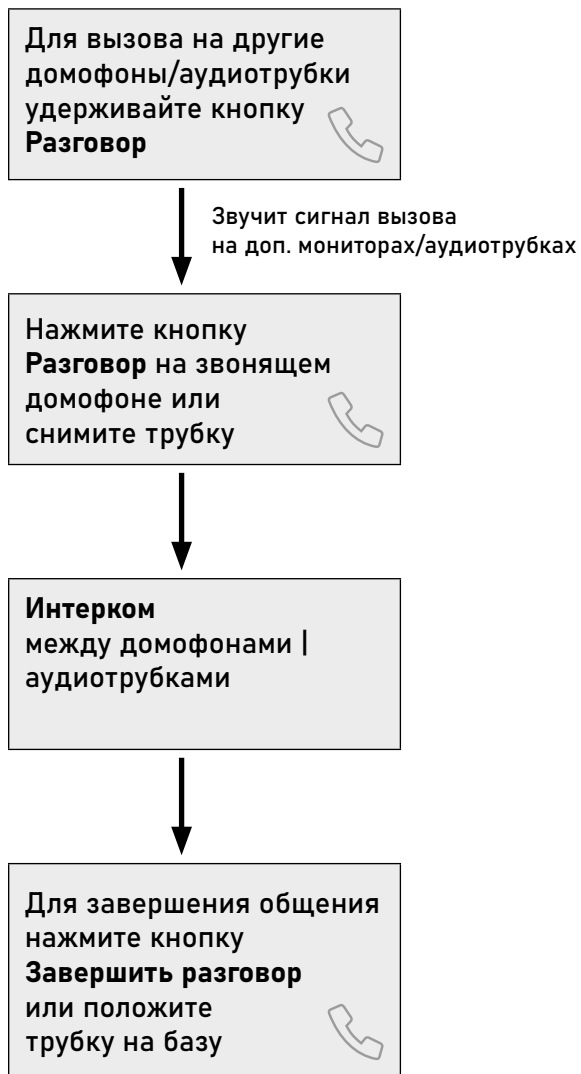 Для вызова на другие
домофоны/аудиотрубки
удерживайте кнопку
Разговор
Звучит сигнал вызова
на доп. мониторах/аудиотрубках
Нажмите кнопку
Разговор на звонящем
домофоне или
снимите трубку
Интерком
между домофонами |
аудиотрубками
Для завершения общения
нажмите кнопку
Завершить разговор
или положите
трубку на базу